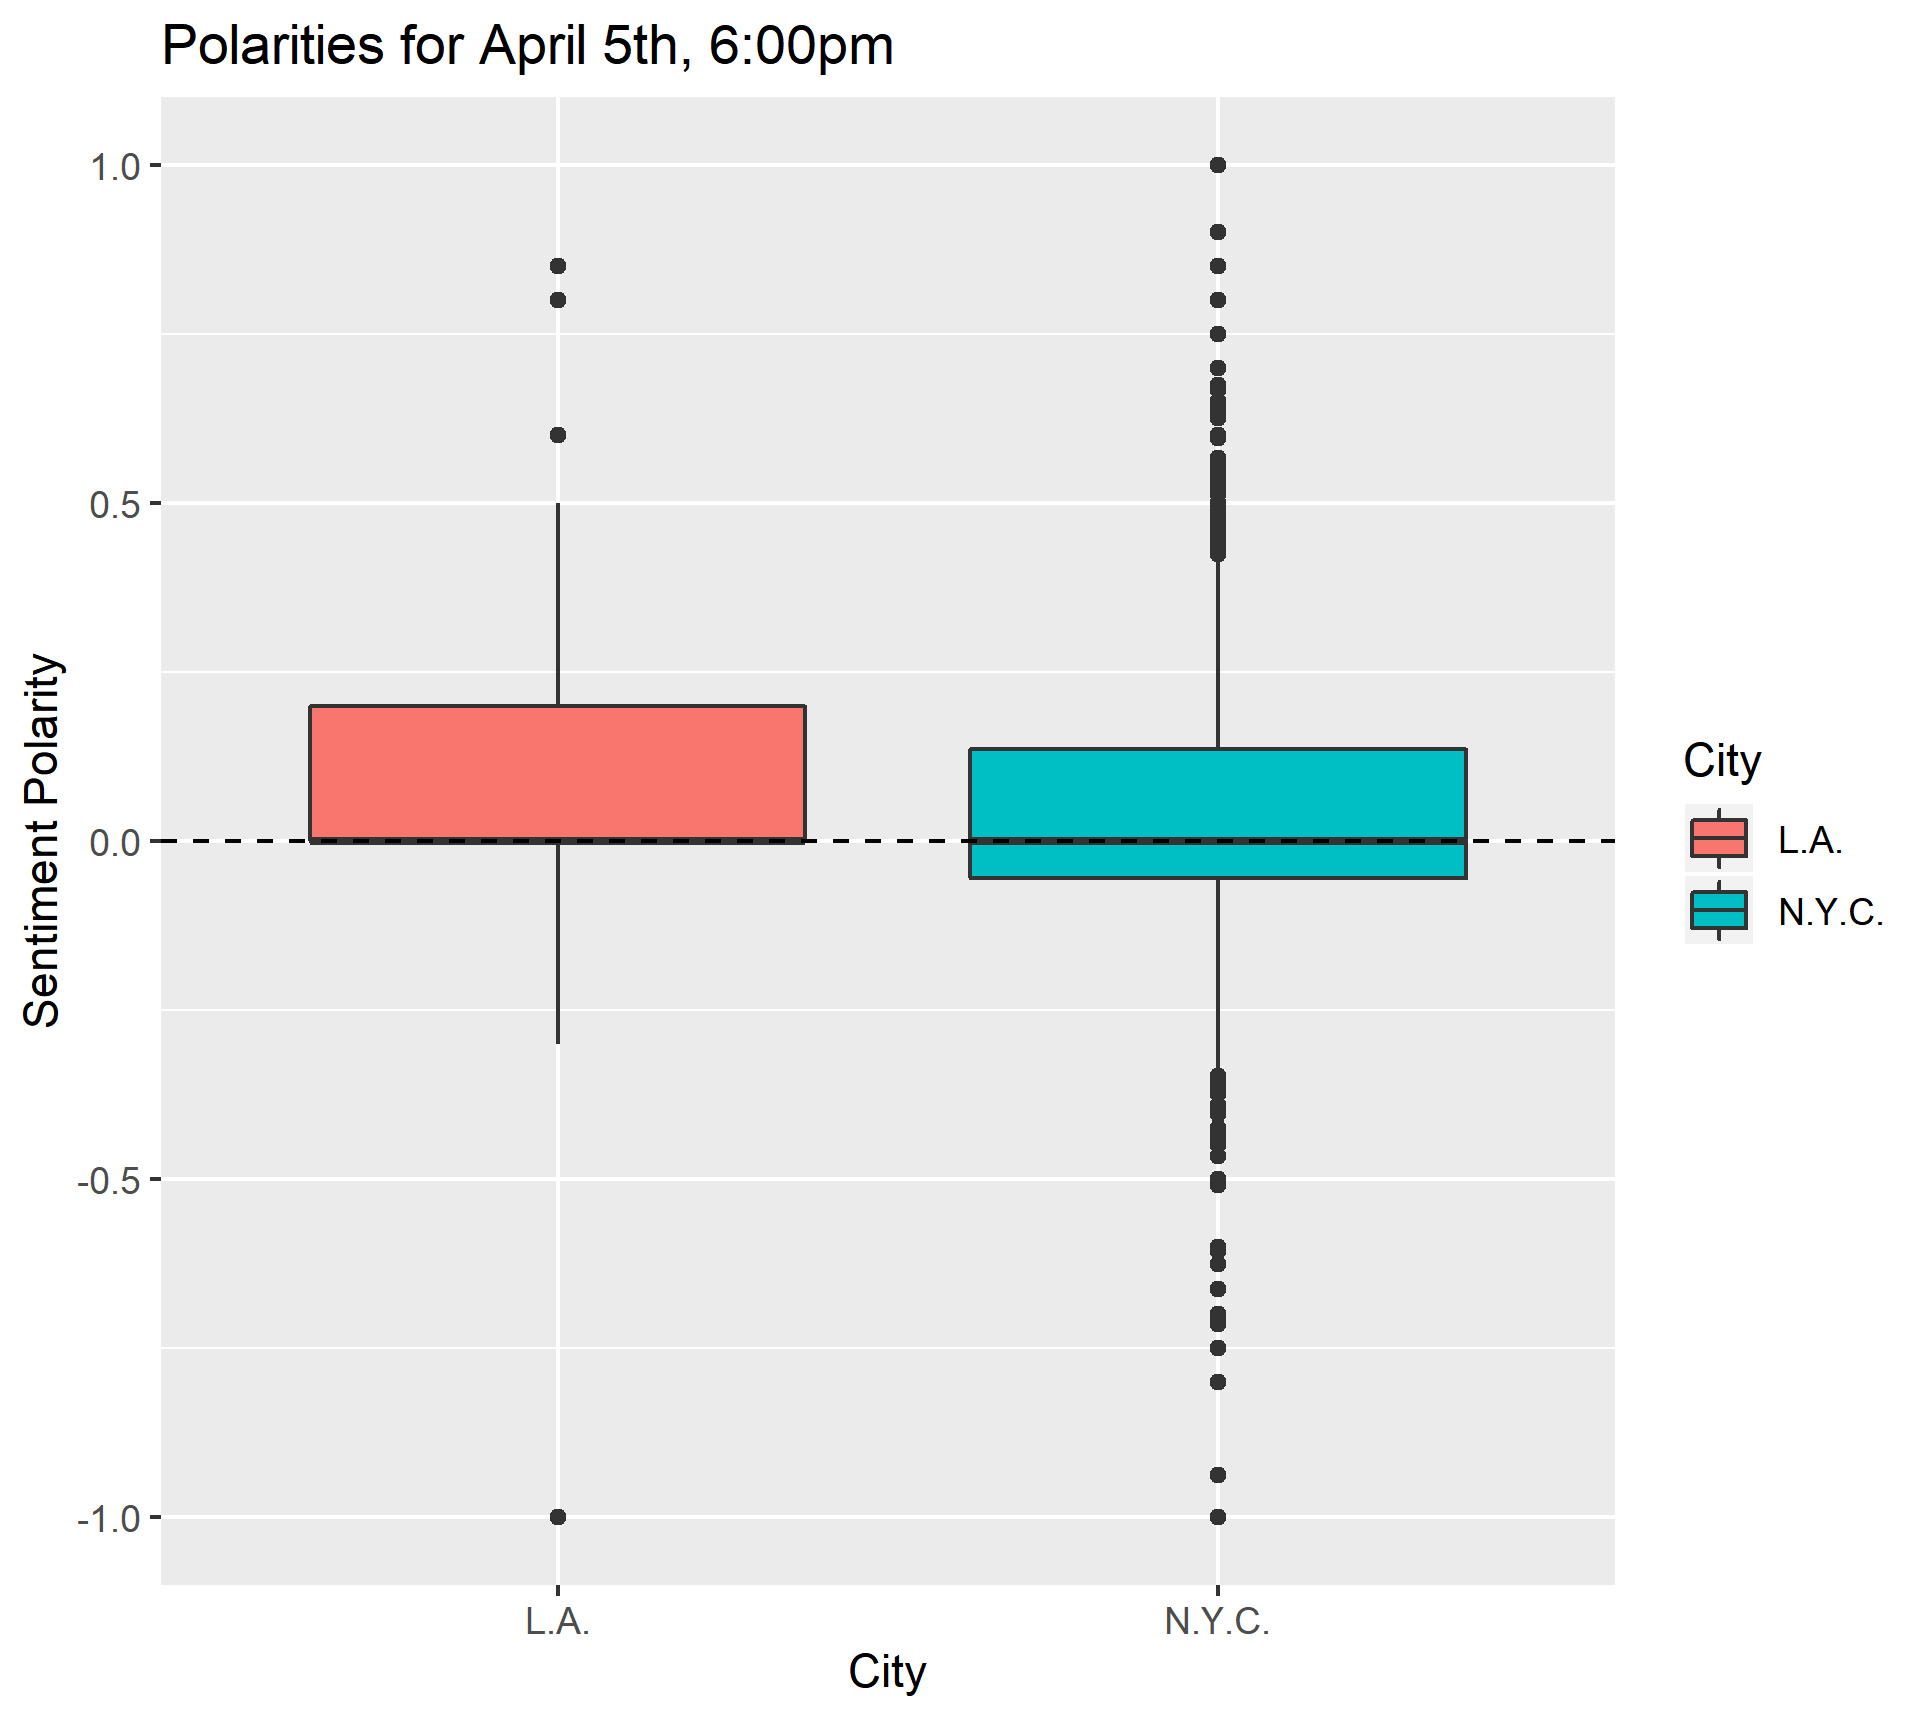 Polarities for April 5th, 6:00pm
1.0
0.5
0.0
-0.5
-1.0
Sentiment Polarity
L.A.
N.Y.C.
City
City
L.A.
N.Y.C.